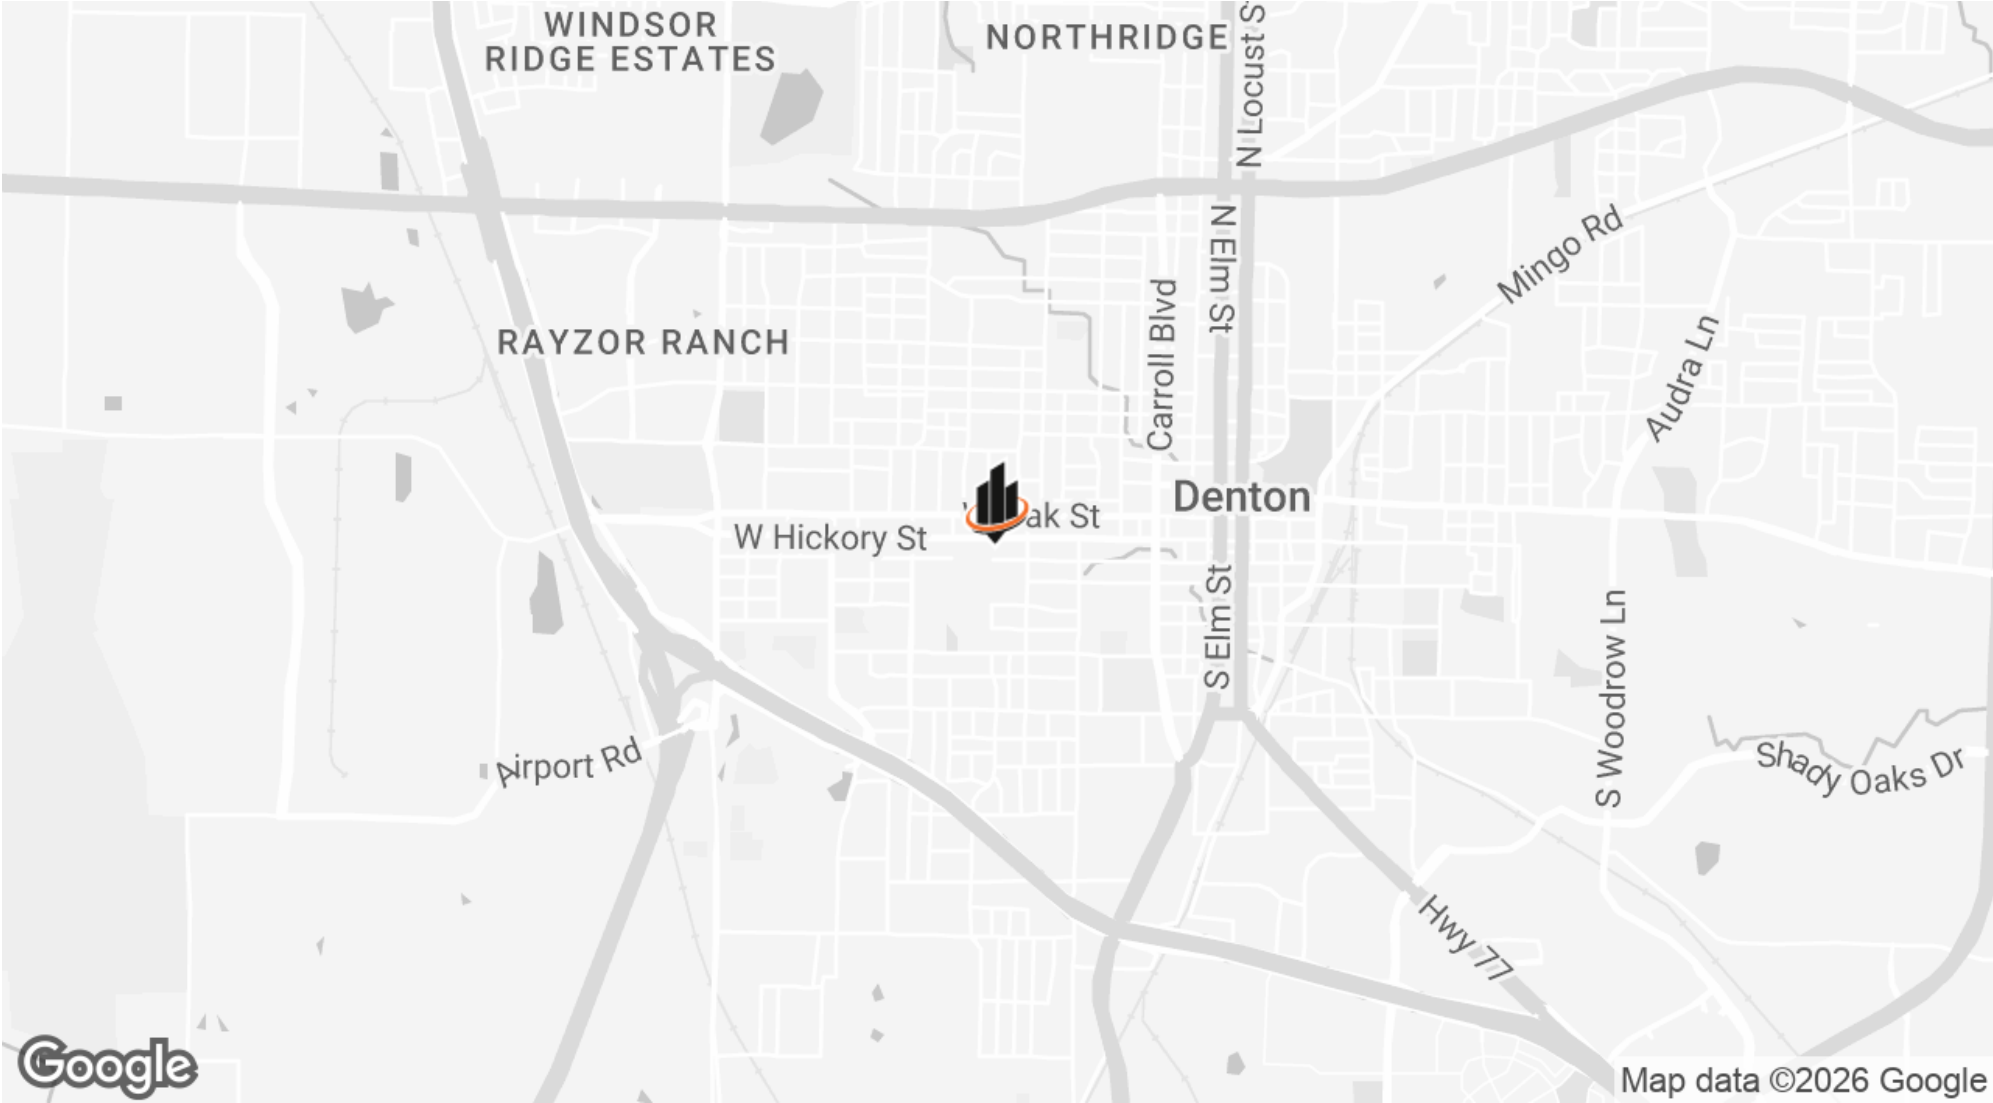 WINDSOR
RIDGE ESTATES
NORTHRIDGE
N Locust S
N Elm St
Mingo Rd
Carroll Blvd
RAYZOR RANCH
Audra Ln
Denton
ak St
W Hickory St
S Elm St
S Woodrow Ln
Airport Rd
Shady Oaks Dr
Hwy 77
Google
Map data ©2026 Google